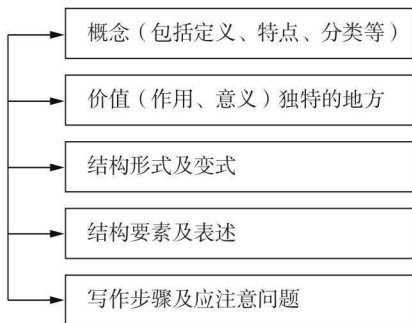 概念（包括定义、特点、分类等）
价值（作用、意义）独特的地方
结构形式及变式
结构要素及表述
写作步骤及应注意问题